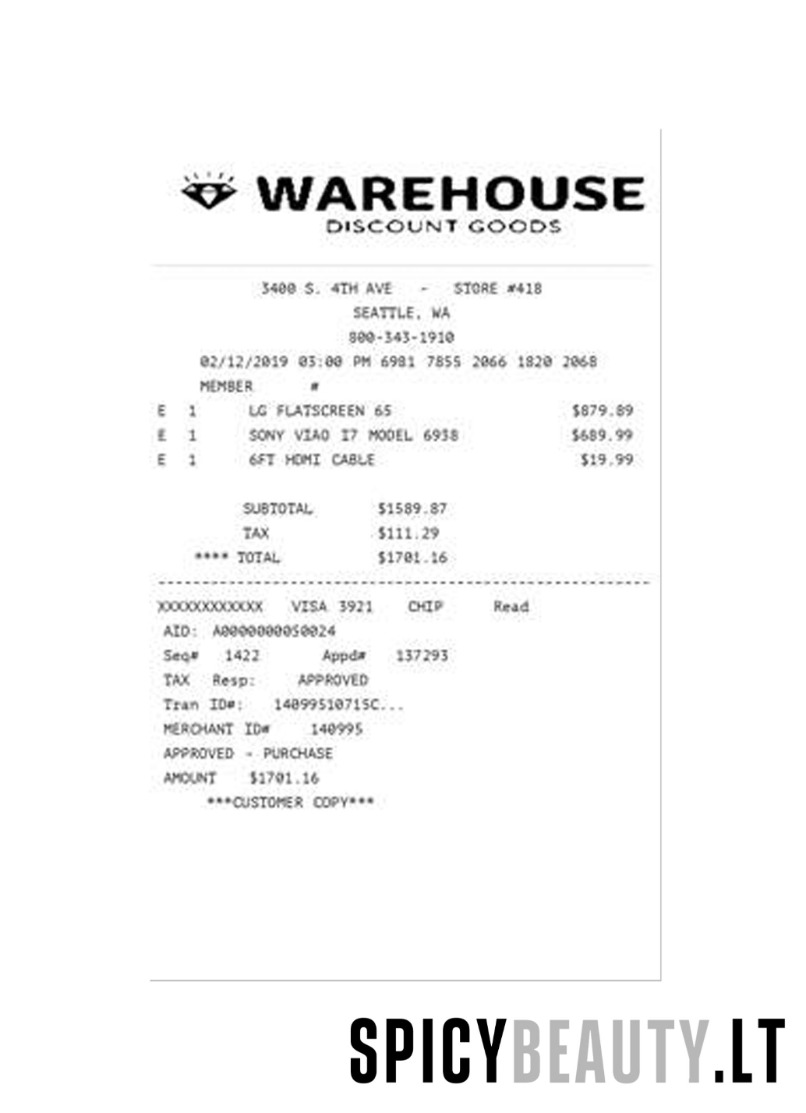 WAREHOUSE
DISCOUNT GOODS
3400 S. 4TH AVE - STORE #418
SEATTLE, WA
800-343-1910
02/12/2019 03:00 PM 6981 7855 2066 1820 2068
MEMBER #
E 1 LG FLATSCREEN 65 $879.89
E 1 SONY VIAO I7 MODEL 6938 $689.99
E 1 6FT HDMI CABLE $19.99
SUBTOTAL $1589.87
TAX $111.29
**** TOTAL $1701.16
XXXXXXXXXXXX VISA 3921 CHIP Read
AID: A0000000050024
Seq# 1422 Appd# 137293
TAX Resp: APPROVED
Tran ID#: 14099510715C...
MERCHANT ID# 140995
APPROVED - PURCHASE
AMOUNT $1701.16
***CUSTOMER COPY***
SPICYBEAUTY.LT